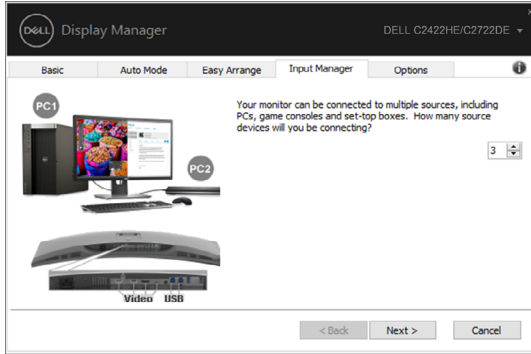 DELL Display Manager
DELL C2422HE/C2722DE
Basic
Auto Mode
Easy Arrange
Input Manager
Options
PC1
PC2
Video USB
Your monitor can be connected to multiple sources, including
PCs, game consoles and set-top boxes. How many source
devices will you be connecting?
3
< Back
Next >
Cancel